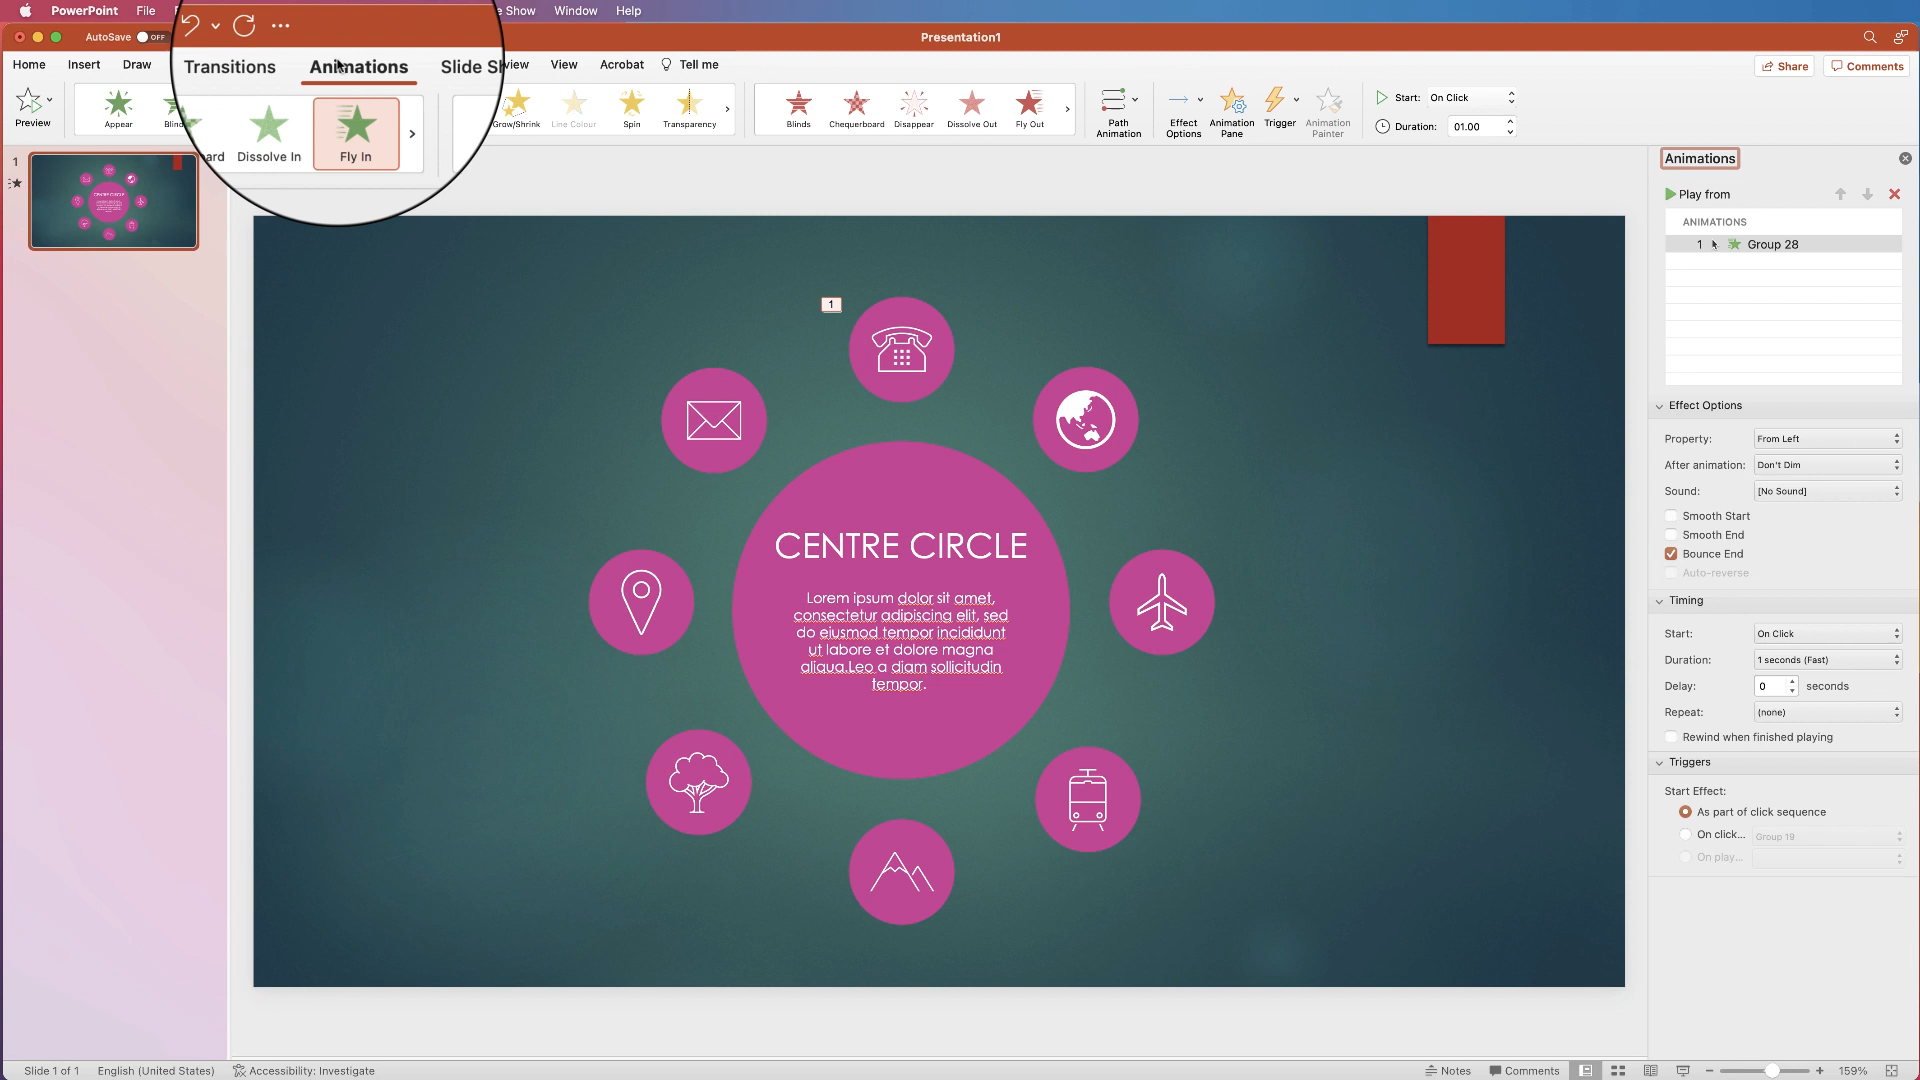 PowerPoint File
Show Window Help
AutoSave OFF
Presentation1
Home Insert Draw Transitions Animations Slide View Acrobat Tell me
Share Comments
Preview Appear
Dissolve In Fly In
Grow/Shrink Line Colour Spin Transparency
Blinds Chequerboard Disappear Dissolve Out Fly Out
Path Animation
Effect Options
Animation Pane
Trigger
Animation Painter
Start: On Click
Duration: 01.00
1
Animations
Play from
ANIMATIONS
1 Group 28
Effect Options
Property: From Left
After animation: Don't Dim
Sound: [No Sound]
Smooth Start
Smooth End
Bounce End
Auto-reverse
Timing
Start: On Click
Duration: 1 seconds (Fast)
Delay: 0 seconds
Repeat: (none)
Rewind when finished playing
Triggers
Start Effect:
As part of click sequence
On click... Group 19
On play...
1
CENTRE CIRCLE
Lorem ipsum dolor sit amet,
consectetur adipiscing elit, sed
do eiusmod tempor incididunt
ut labore et dolore magna
aliqua.Leo a diam sollicitudin
tempor.
Slide 1 of 1 English (United States) Accessibility: Investigate
Notes Comments 159%